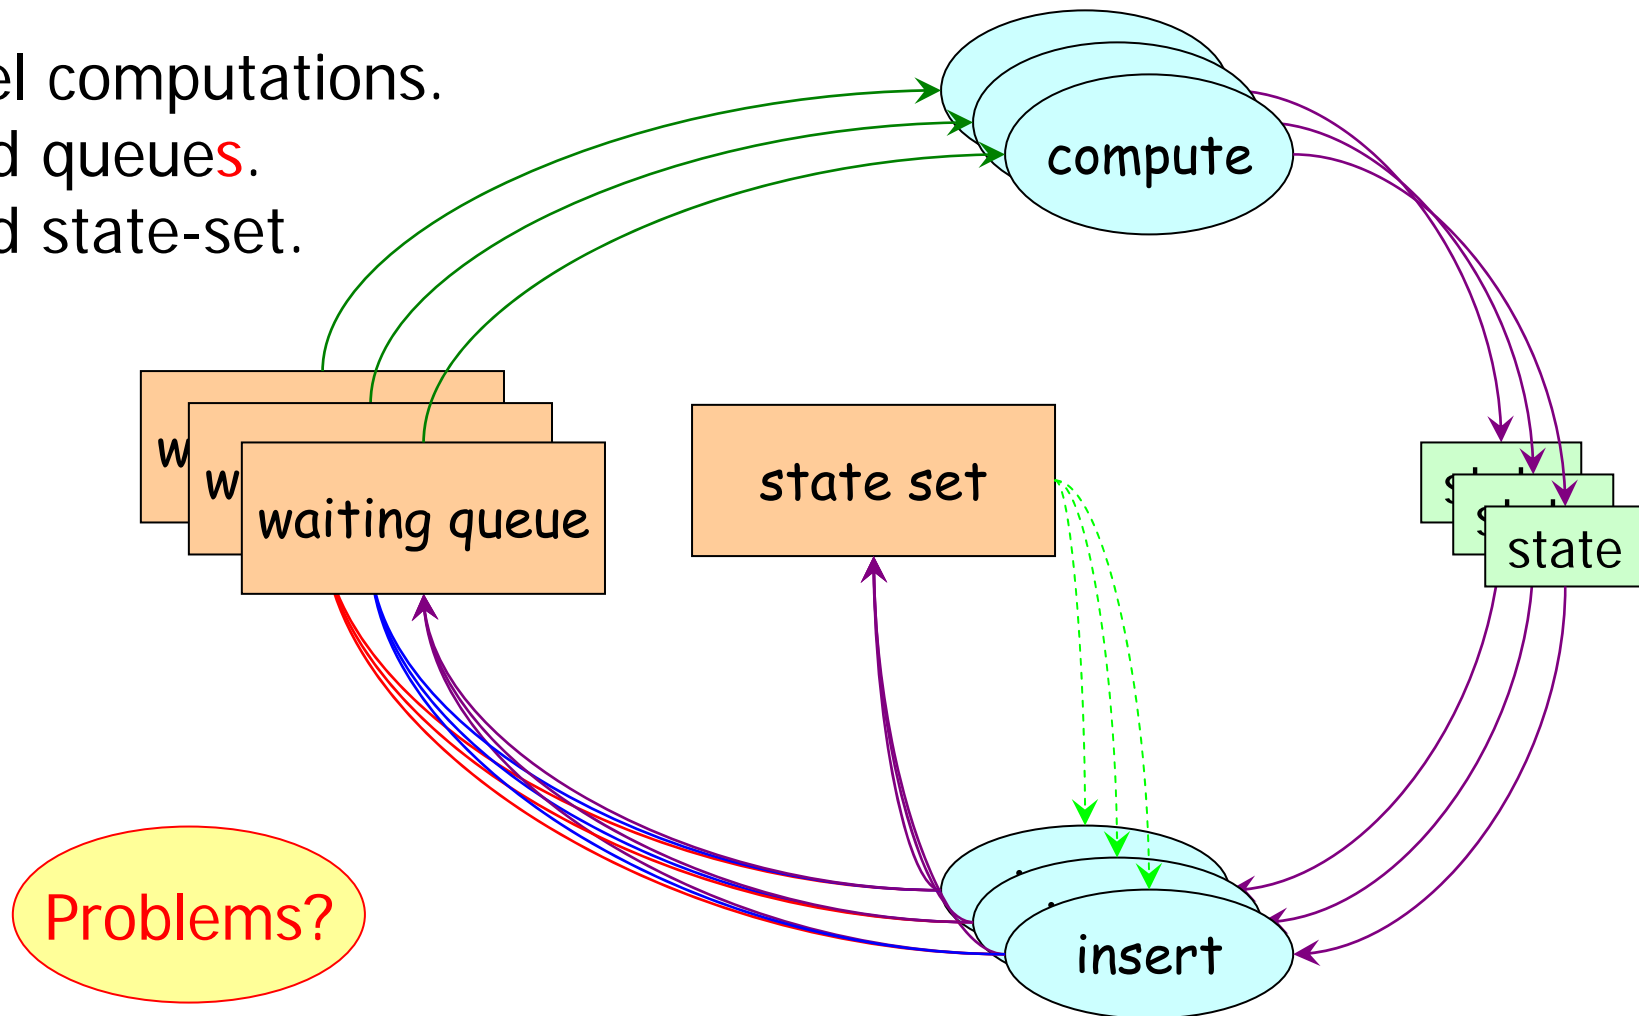 el computations.
d queues.
d state-set.
compute
waiting queue
state set
state
insert
Problems?